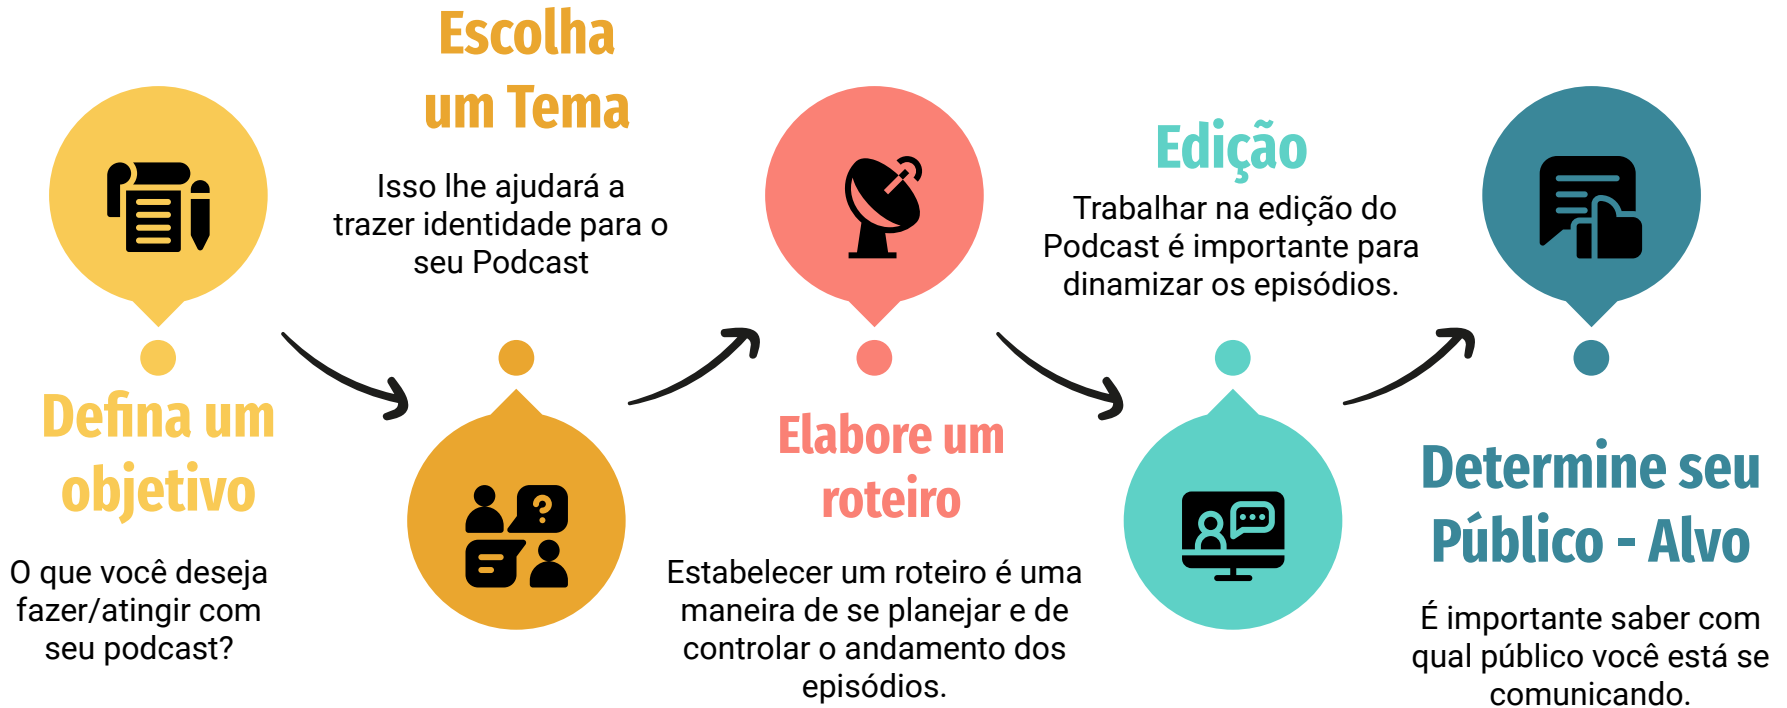 Defina um
objetivo
O que você deseja
fazer/atingir com
seu podcast?
Escolha
um Tema
Isso lhe ajudará a
trazer identidade para o
seu Podcast
Elabore um
roteiro
Estabelecer um roteiro é uma
maneira de se planejar e de
controlar o andamento dos
episódios.
Edição
Trabalhar na edição do
Podcast é importante para
dinamizar os episódios.
Determine seu
Público - Alvo
É importante saber com
qual público você está se
comunicando.
?